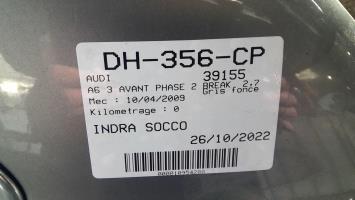 DH-356-CP
AUDI 39155
A6 3 AVANT PHASE 2 BREAK 2.7
Gris fonce
Mec : 10/04/2009
Kilometrage : 0
INDRA SOCCO
26/10/2022